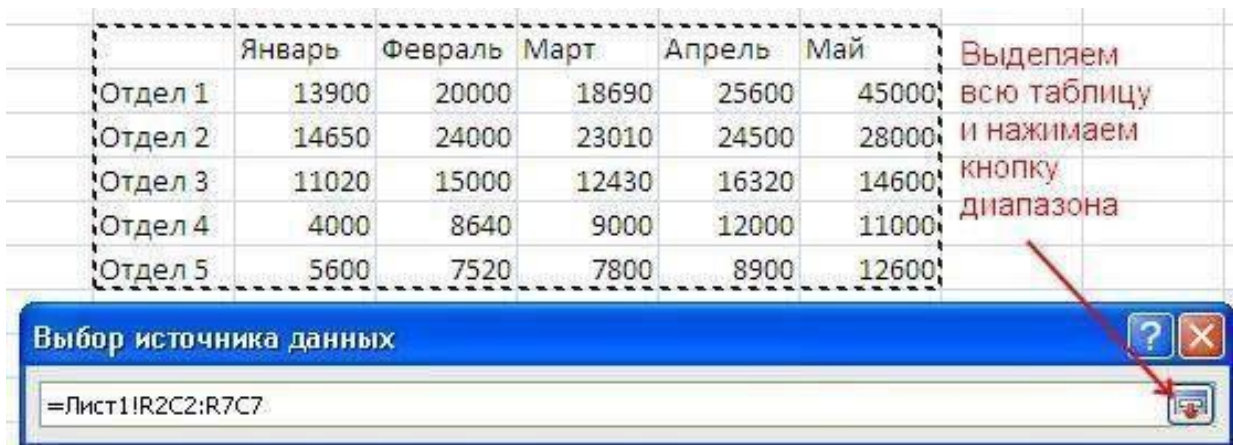 Январь Февраль Март Апрель Май
Отдел 1 13900 20000 18690 25600 45000
Отдел 2 14650 24000 23010 24500 28000
Отдел 3 11020 15000 12430 16320 14600
Отдел 4 4000 8640 9000 12000 11000
Отдел 5 5600 7520 7800 8900 12600
Выделяем
всю таблицу
и нажимаем
кнопку
диапазона
Выбор источника данных
=Лист1!R2C2:R7C7